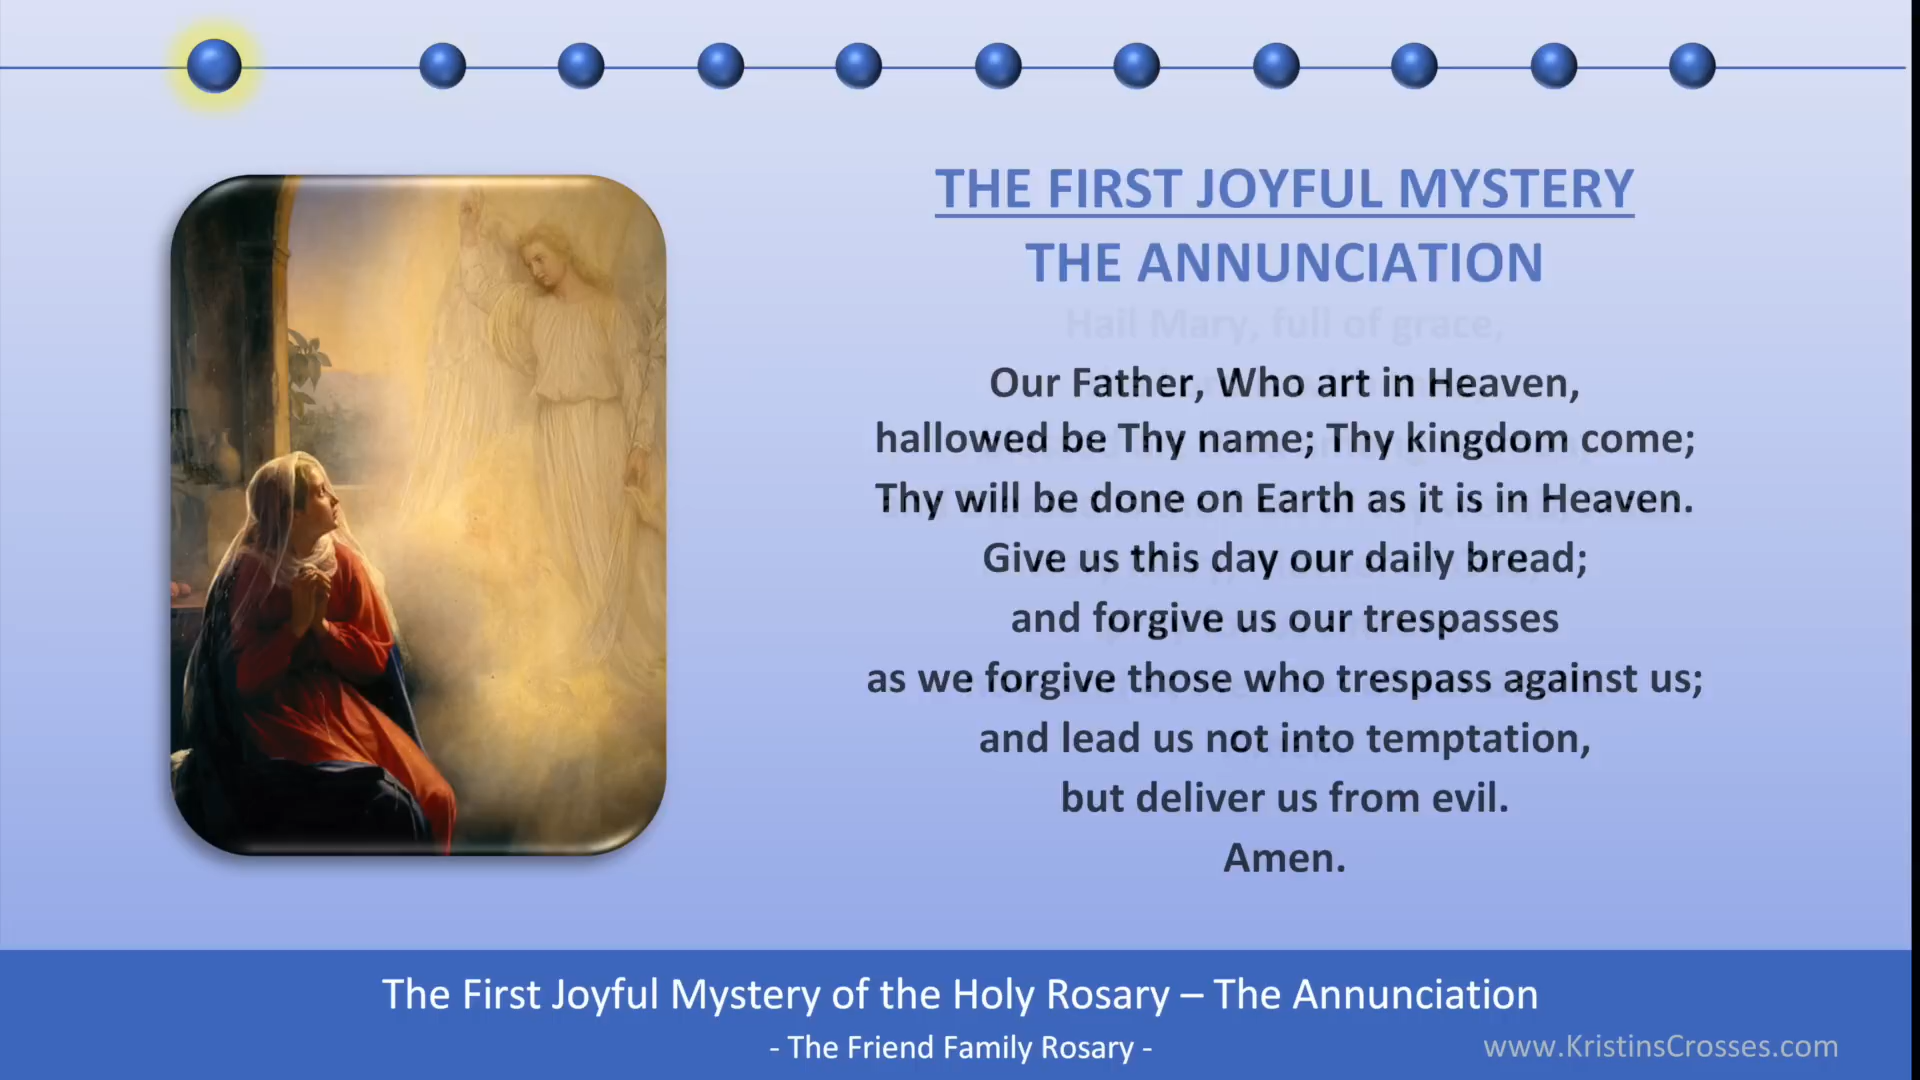 THE FIRST JOYFUL MYSTERY
THE ANNUNCIATION
Hail Mary, full of grace,
Our Father, Who art in Heaven,
hallowed be Thy name; Thy kingdom come;
Thy will be done on Earth as it is in Heaven.
Give us this day our daily bread;
and forgive us our trespasses
as we forgive those who trespass against us;
and lead us not into temptation,
but deliver us from evil.
Amen.
The First Joyful Mystery of the Holy Rosary – The Annunciation
- The Friend Family Rosary -
www.KristinsCrosses.com